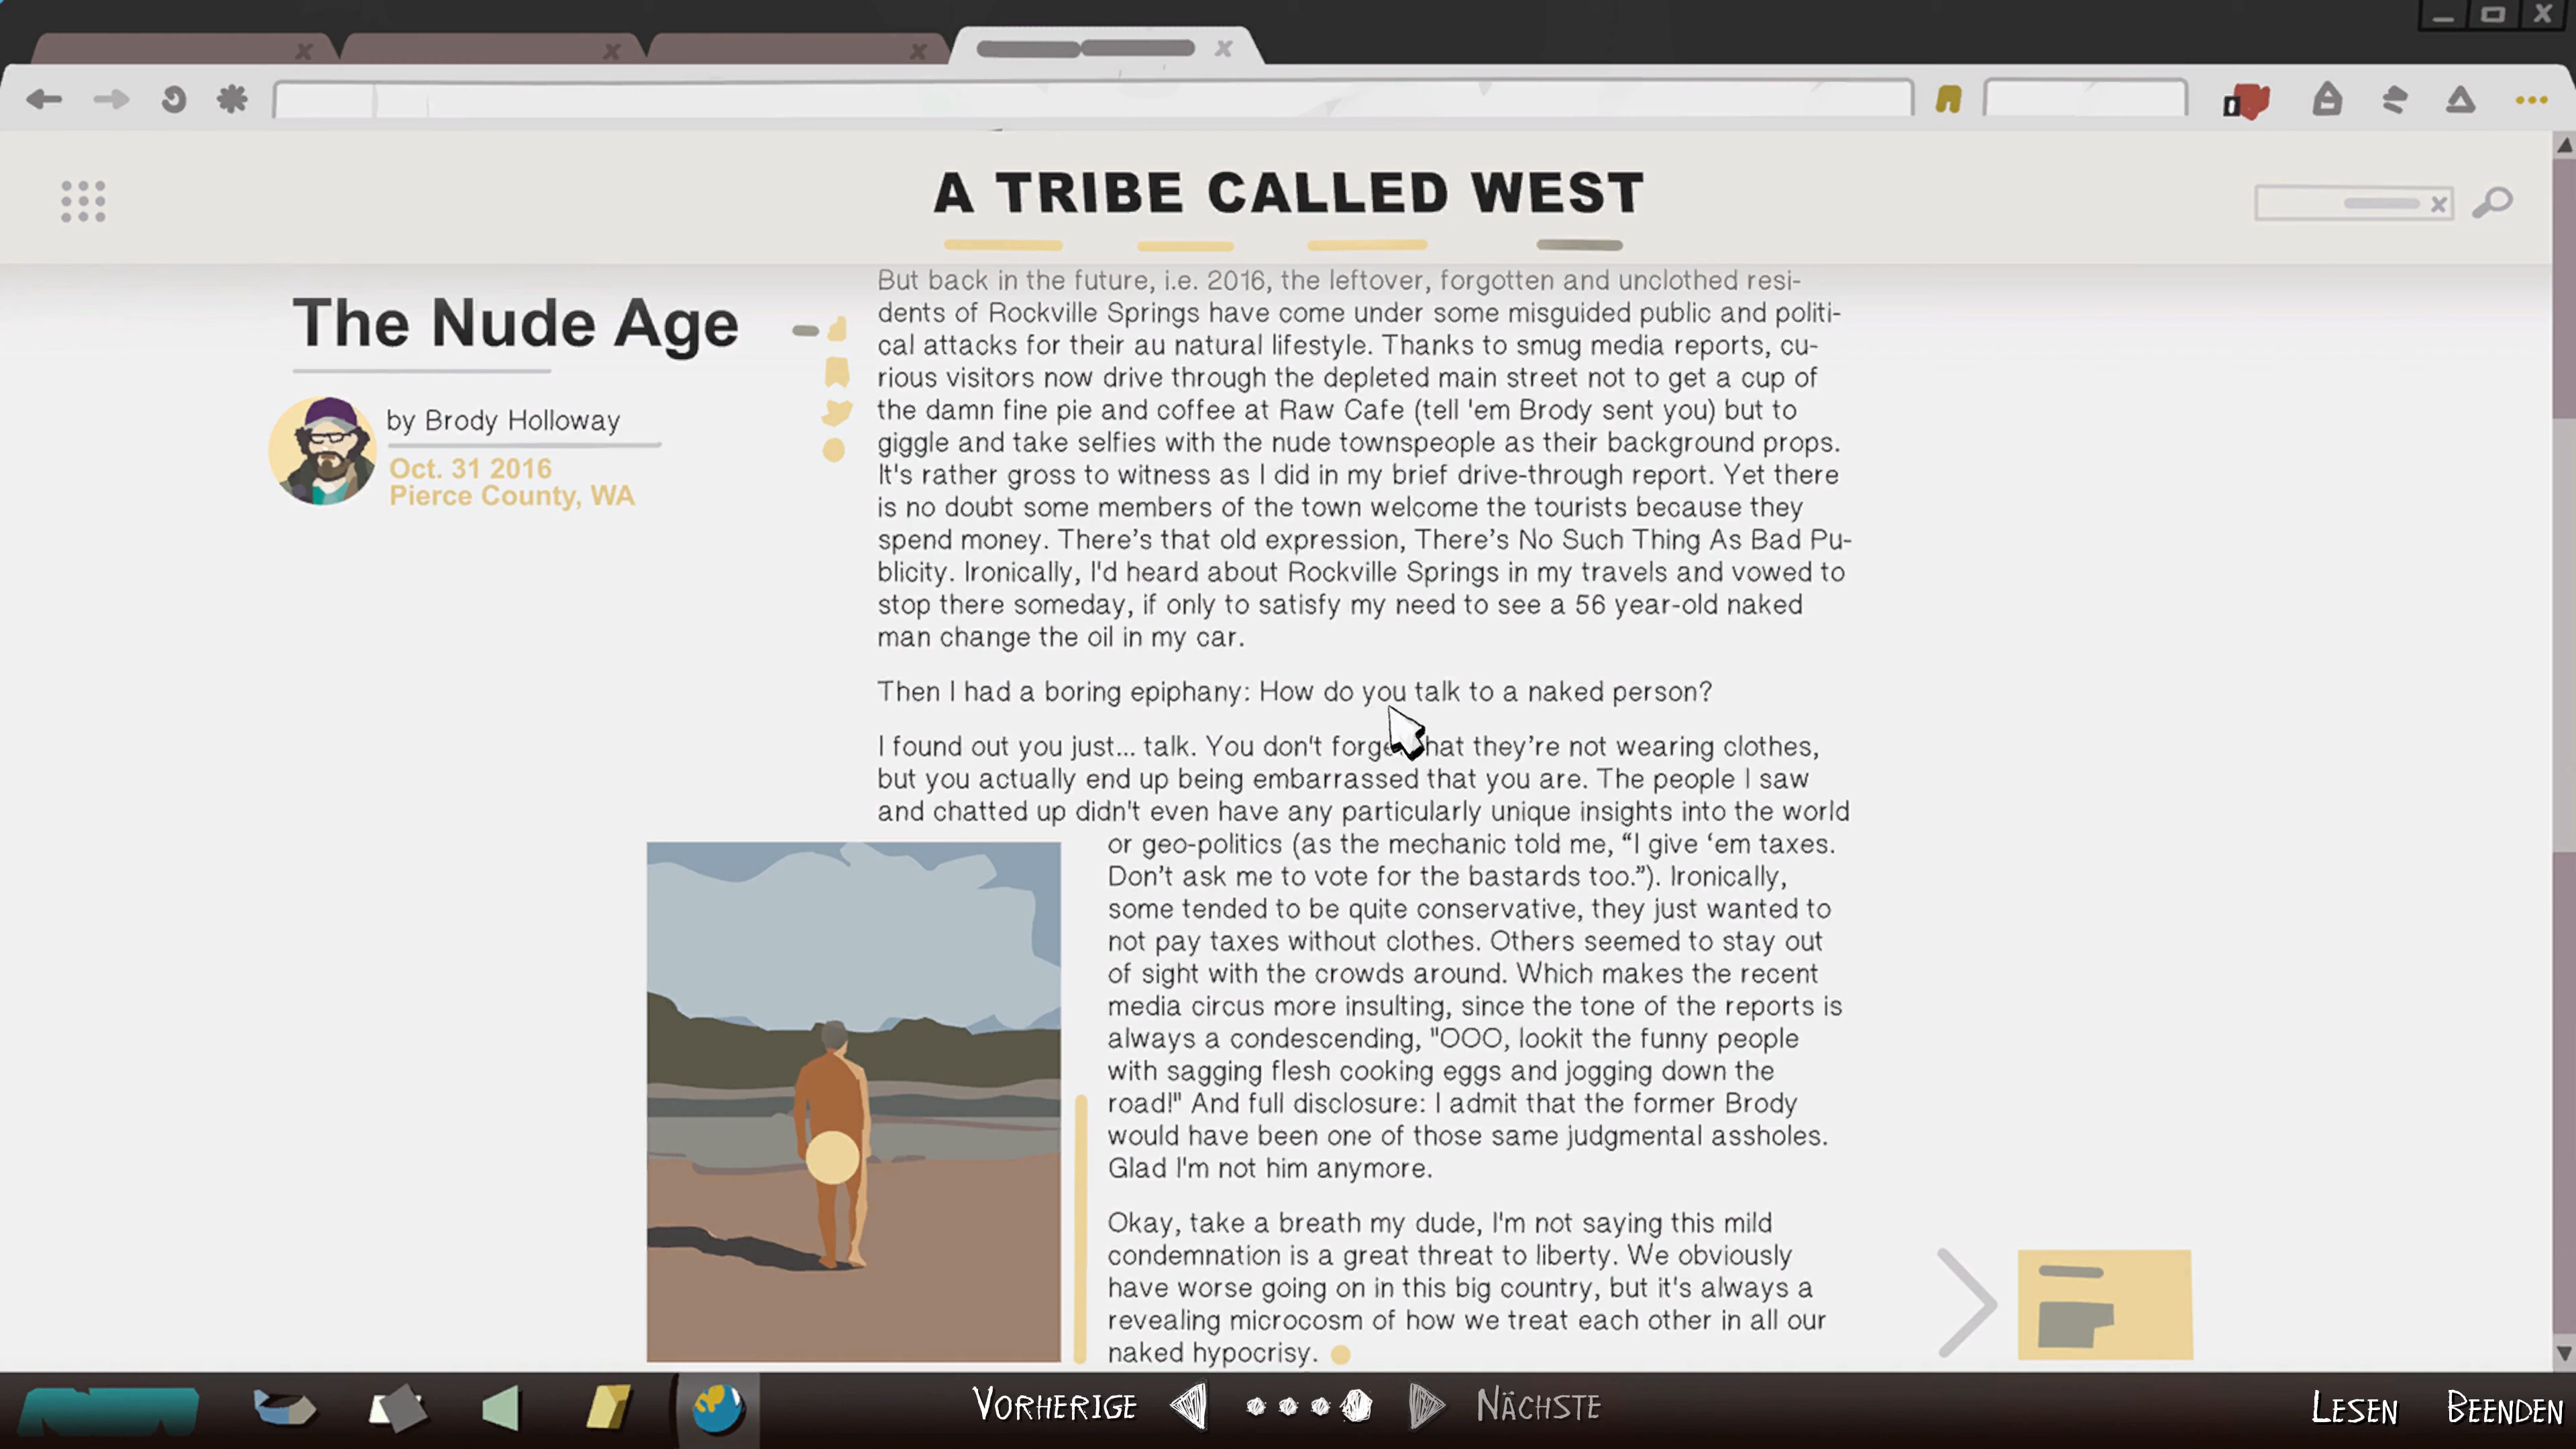 A TRIBE CALLED WEST
The Nude Age
by Brody Holloway
Oct. 31 2016
Pierce County, WA
But back in the future, i.e. 2016, the leftover, forgotten and unclothed resi-
dents of Rockville Springs have come under some misguided public and politi-
cal attacks for their au natural lifestyle. Thanks to smug media reports, cu-
rious visitors now drive through the depleted main street not to get a cup of
the damn fine pie and coffee at Raw Cafe (tell 'em Brody sent you) but to
giggle and take selfies with the nude townspeople as their background props.
It's rather gross to witness as I did in my brief drive-through report. Yet there
is no doubt some members of the town welcome the tourists because they
spend money. There's that old expression, There's No Such Thing As Bad Pu-
blicity. Ironically, I'd heard about Rockville Springs in my travels and vowed to
stop there someday, if only to satisfy my need to see a 56 year-old naked
man change the oil in my car.
Then I had a boring epiphany: How do you talk to a naked person?
I found out you just... talk. You don't forget that they're not wearing clothes,
but you actually end up being embarrassed that you are. The people I saw
and chatted up didn't even have any particularly unique insights into the world
or geo-politics (as the mechanic told me, “I give ‘em taxes.
Don't ask me to vote for the bastards too.”). Ironically,
some tended to be quite conservative, they just wanted to
not pay taxes without clothes. Others seemed to stay out
of sight with the crowds around. Which makes the recent
media circus more insulting, since the tone of the reports is
always a condescending, "OOO, lookit the funny people
with sagging flesh cooking eggs and jogging down the
road!" And full disclosure: I admit that the former Brody
would have been one of those same judgmental assholes.
Glad I'm not him anymore.
Okay, take a breath my dude, I'm not saying this mild
condemnation is a great threat to liberty. We obviously
have worse going on in this big country, but it's always a
revealing microcosm of how we treat each other in all our
naked hypocrisy.
VORHERIGE
NÄCHSTE
LESEN
BEENDEN